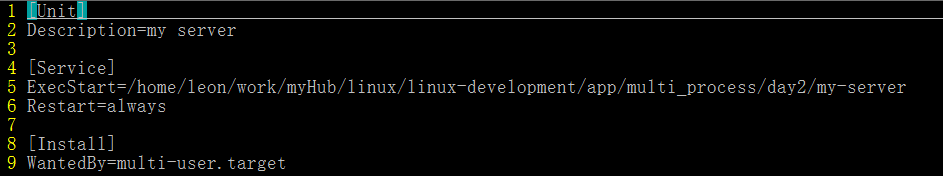 1 [Unit]
2 Description=my server
3
4 [Service]
5 ExecStart=/home/leon/work/myHub/linux/linux-development/app/multi_process/day2/my-server
6 Restart=always
7
8 [Install]
9 WantedBy=multi-user.target